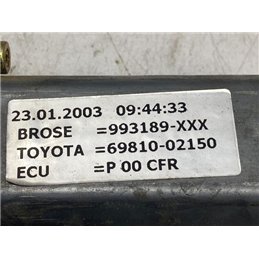 23.01.2003 09:44:33
BROSE =993189-XXX
TOYOTA =69810-02150
ECU =P 00 CFR